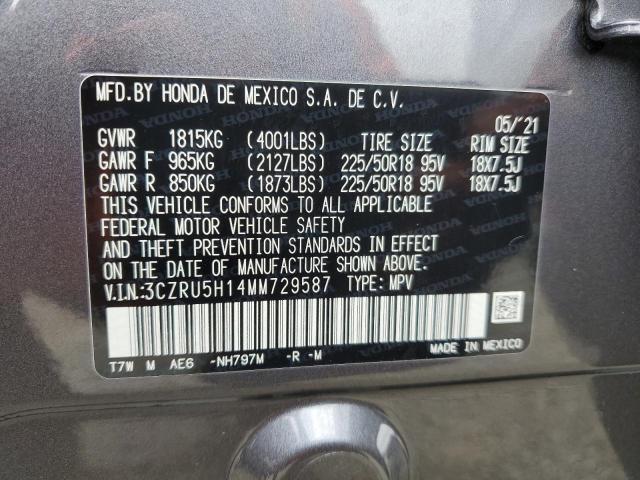 MFD.BY HONDA DE MEXICO S.A. DE C.V.
05/'21
GVWR 1815KG (4001LBS) TIRE SIZE RIM SIZE
GAWR F 965KG (2127LBS) 225/50R18 95V 18X7.5J
GAWR R 850KG (1873LBS) 225/50R18 95V 18X7.5J
THIS VEHICLE CONFORMS TO ALL APPLICABLE
FEDERAL MOTOR VEHICLE SAFETY
AND THEFT PREVENTION STANDARDS IN EFFECT
ON THE DATE OF MANUFACTURE SHOWN ABOVE.
V.I.N:3CZRU5H14MM729587 TYPE: MPV
T7W M AE6 -NH797M -R -M MADE IN MEXICO